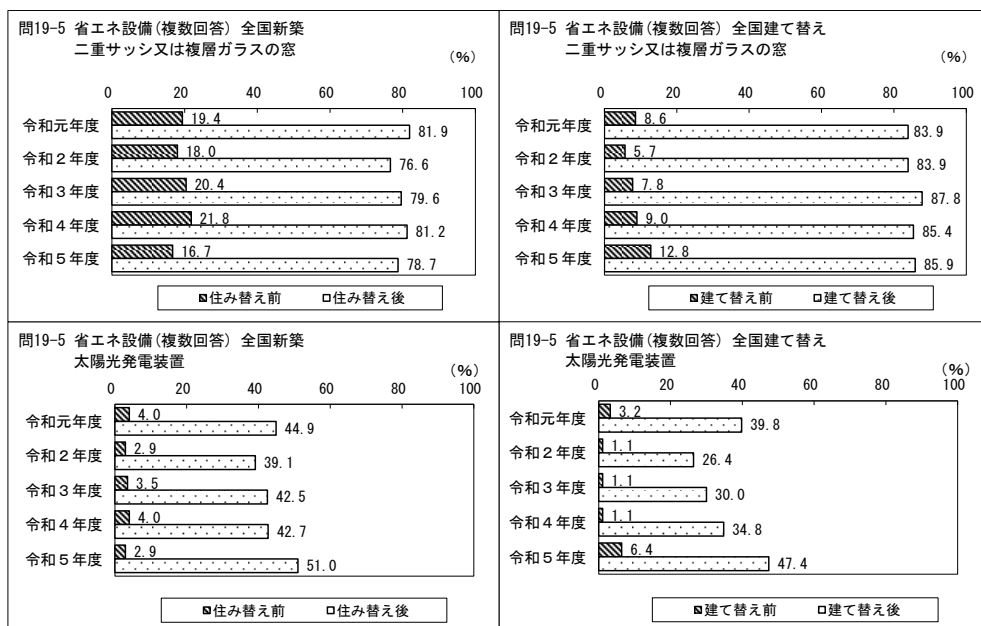 問19-5 省エネ設備(複数回答) 全国新築
二重サッシ又は複層ガラスの窓
(%)
0 20 40 60 80 100
令和元年度 19.4 81.9
令和２年度 18.0 76.6
令和３年度 20.4 79.6
令和４年度 21.8 81.2
令和５年度 16.7 78.7
住み替え前 住み替え後
問19-5 省エネ設備(複数回答) 全国建て替え
二重サッシ又は複層ガラスの窓
(%)
0 20 40 60 80 100
令和元年度 8.6 83.9
令和２年度 5.7 83.9
令和３年度 7.8 87.8
令和４年度 9.0 85.4
令和５年度 12.8 85.9
建て替え前 建て替え後
問19-5 省エネ設備(複数回答) 全国新築
太陽光発電装置
(%)
0 20 40 60 80 100
令和元年度 4.0 44.9
令和２年度 2.9 39.1
令和３年度 3.5 42.5
令和４年度 4.0 42.7
令和５年度 2.9 51.0
住み替え前 住み替え後
問19-5 省エネ設備(複数回答) 全国建て替え
太陽光発電装置
(%)
0 20 40 60 80 100
令和元年度 3.2 39.8
令和２年度 1.1 26.4
令和３年度 1.1 30.0
令和４年度 1.1 34.8
令和５年度 6.4 47.4
建て替え前 建て替え後